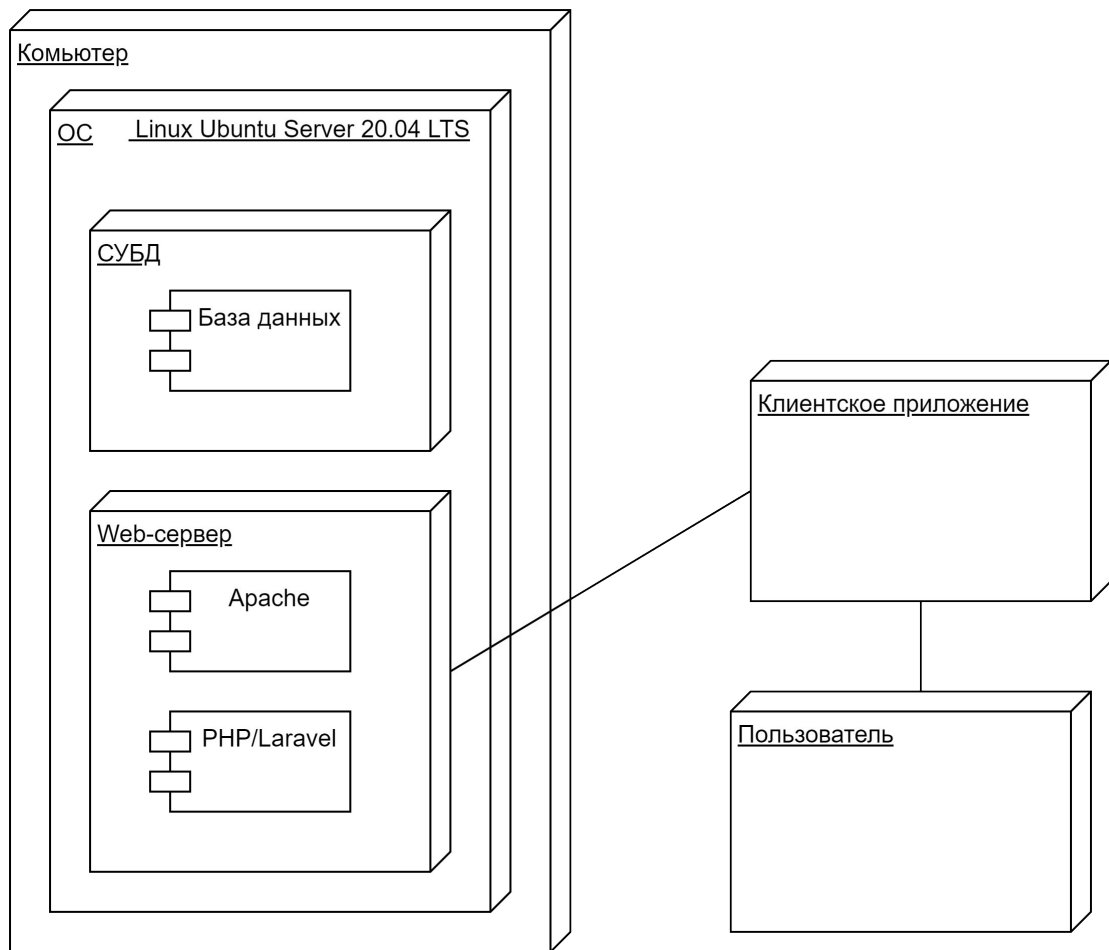 Комьютер
ОС Linux Ubuntu Server 20.04 LTS
СУБД
База данных
Web-сервер
Apache
PHP/Laravel
Клиентское приложение
Пользователь